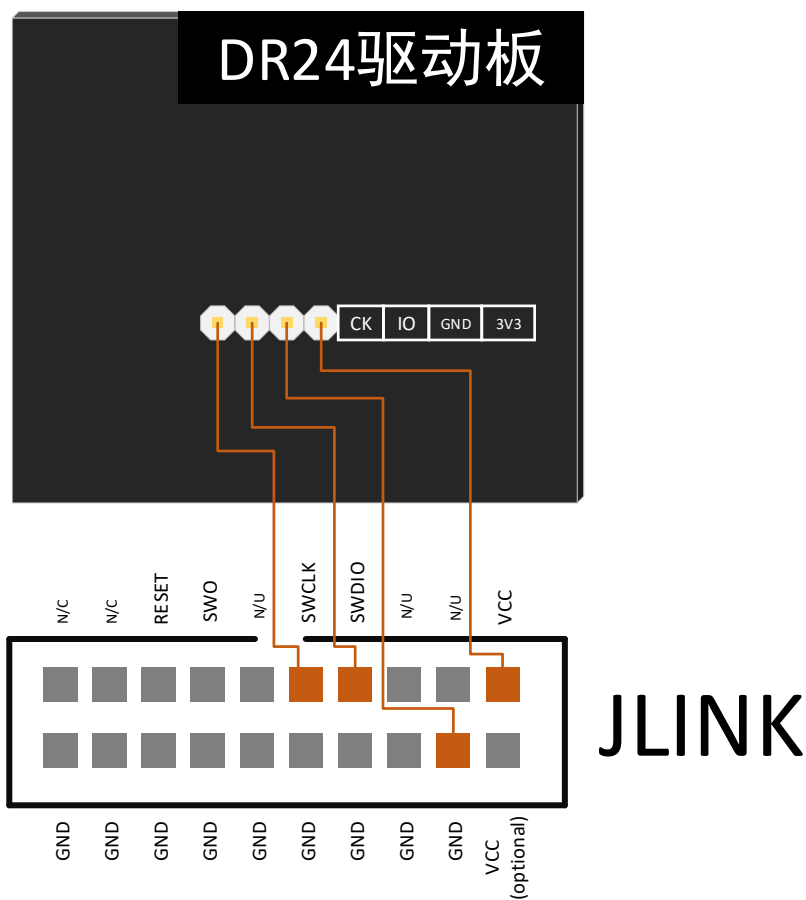 DR24驱动板
CK IO GND 3V3
N/C N/C RESET SWO N/U SWCLK SWDIO N/U N/U VCC
JLINK
GND GND GND GND GND GND GND GND GND VCC
(optional)